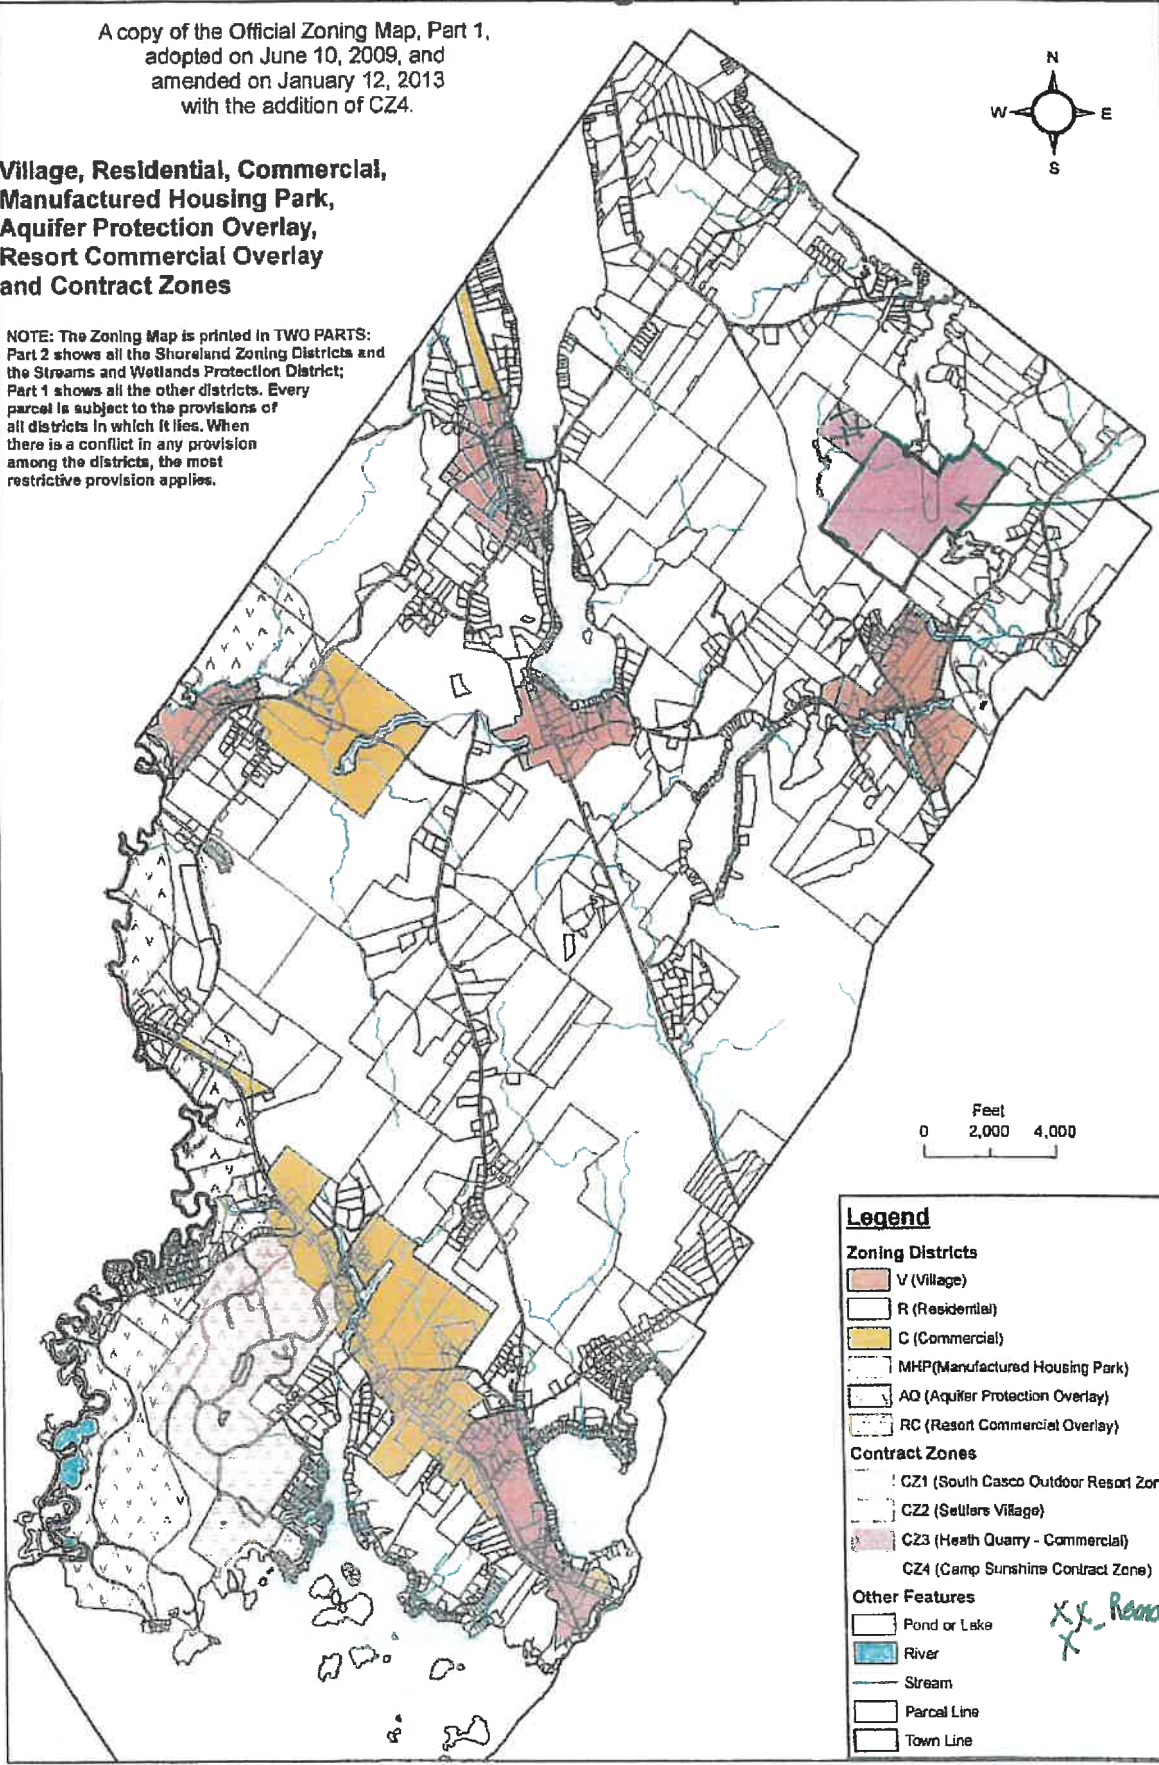 A copy of the Official Zoning Map, Part 1,
adopted on June 10, 2009, and
amended on January 12, 2013
with the addition of CZ4.
Village, Residential, Commercial,
Manufactured Housing Park,
Aquifer Protection Overlay,
Resort Commercial Overlay
and Contract Zones
NOTE: The Zoning Map is printed in TWO PARTS:
Part 2 shows all the Shoreland Zoning Districts and
the Streams and Wetlands Protection District;
Part 1 shows all the other districts. Every
parcel is subject to the provisions of
all districts in which it lies. When
there is a conflict in any provision
among the districts, the most
restrictive provision applies.
N
W
E
S
Feet
0 2,000 4,000
Legend
Zoning Districts
V (Village)
R (Residential)
C (Commercial)
MHP(Manufactured Housing Park)
AQ (Aquifer Protection Overlay)
RC (Resort Commercial Overlay)
Contract Zones
CZ1 (South Casco Outdoor Resort Zon
CZ2 (Settlers Village)
CZ3 (Heath Quarry - Commercial)
CZ4 (Camp Sunshine Contract Zone)
Other Features
Pond or Lake
River
Stream
Parcel Line
Town Line